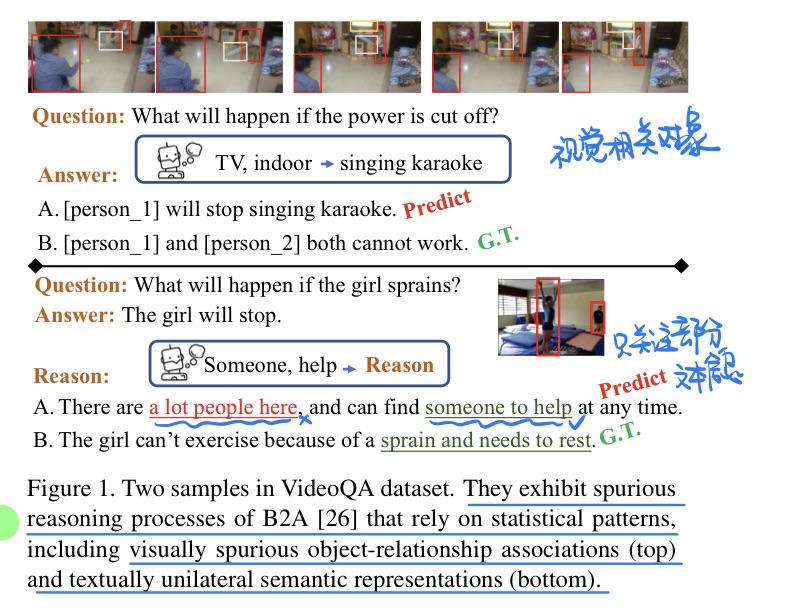 Question: What will happen if the power is cut off?
视觉相关对象
TV, indoor → singing karaoke
Answer:
A. [person_1] will stop singing karaoke. Predict
B. [person_1] and [person_2] both cannot work. G.T.
Question: What will happen if the girl sprains?
Answer: The girl will stop.
只关注部分
文本信息
Someone, help → Reason
Reason:
Predict
A. There are a lot people here, and can find someone to help at any time.
B. The girl can’t exercise because of a sprain and needs to rest. G.T.
Figure 1. Two samples in VideoQA dataset. They exhibit spurious
reasoning processes of B2A [26] that rely on statistical patterns,
including visually spurious object-relationship associations (top)
and textually unilateral semantic representations (bottom).